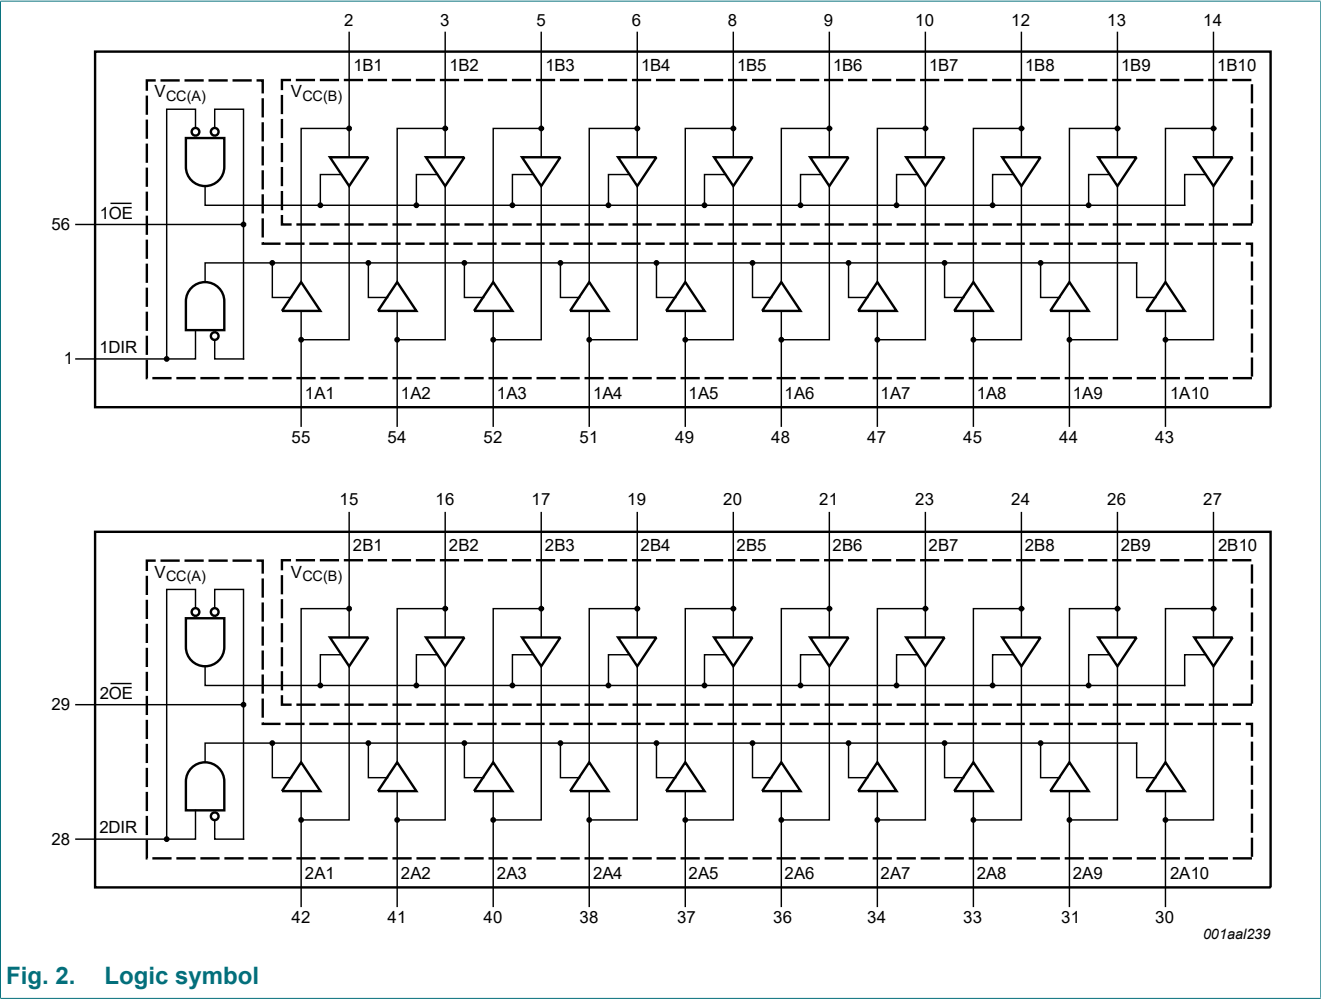 2 3 5 6 8 9 10 12 13 14
1B1 1B2 1B3 1B4 1B5 1B6 1B7 1B8 1B9 1B10
VCC(A) VCC(B)
56 1OE
1 1DIR
1A1 1A2 1A3 1A4 1A5 1A6 1A7 1A8 1A9 1A10
55 54 52 51 49 48 47 45 44 43
15 16 17 19 20 21 23 24 26 27
2B1 2B2 2B3 2B4 2B5 2B6 2B7 2B8 2B9 2B10
VCC(A) VCC(B)
29 2OE
28 2DIR
2A1 2A2 2A3 2A4 2A5 2A6 2A7 2A8 2A9 2A10
42 41 40 38 37 36 34 33 31 30
001aal239
Fig. 2. Logic symbol